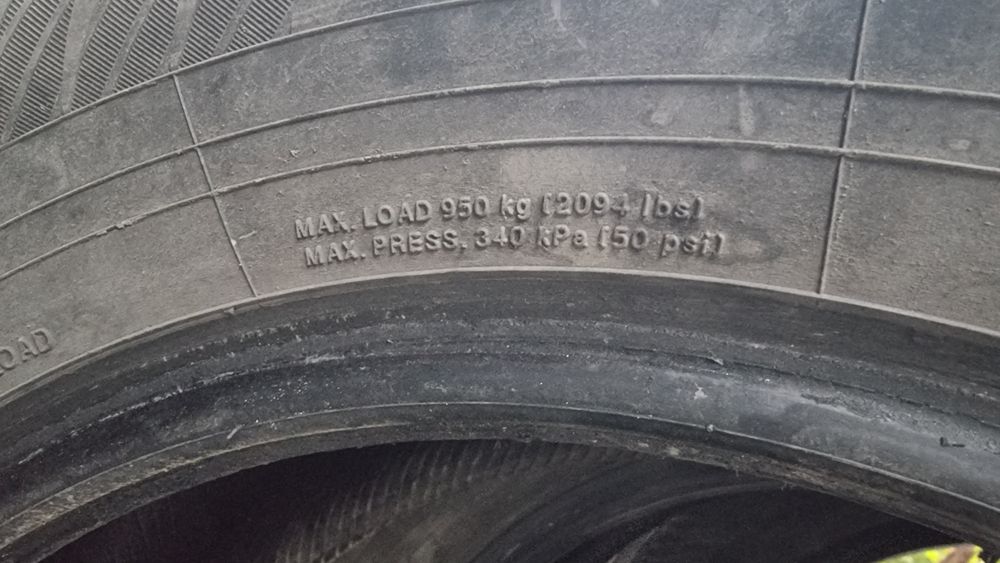 MAX. LOAD 950 kg (2094 lbs)
MAX. PRESS. 340 kPa (50 psi)
OAD